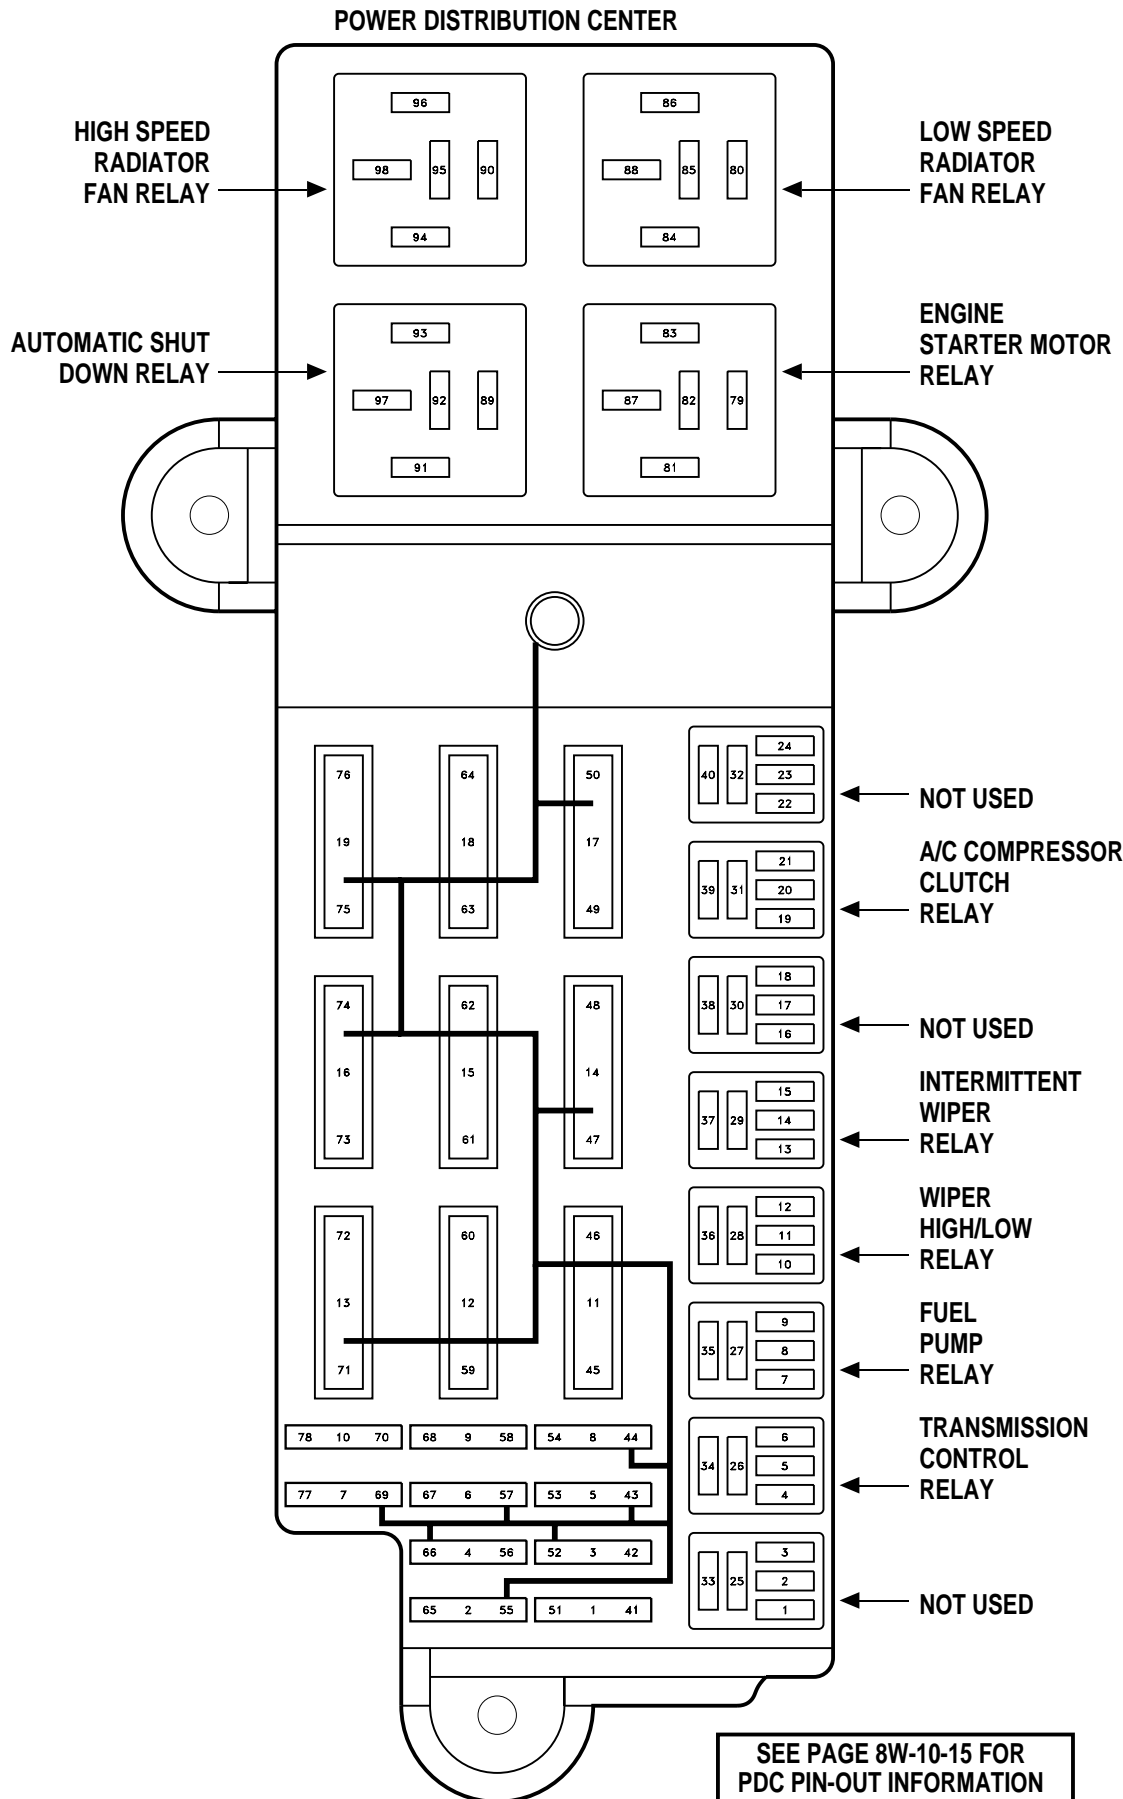 POWER DISTRIBUTION CENTER
HIGH SPEED
RADIATOR
FAN RELAY
96
98 95 90
94
86
88 85 80
84
LOW SPEED
RADIATOR
FAN RELAY
AUTOMATIC SHUT
DOWN RELAY
93
97 92 89
91
83
87 82 79
81
ENGINE
STARTER MOTOR
RELAY
76 64 50
19 18 17
75 63 49
74 62 48
16 15 14
73 61 47
72 60 46
13 12 11
71 59 45
78 10 70 68 9 58 54 8 44
77 7 69 67 6 57 53 5 43
66 4 56 52 3 42
65 2 55 51 1 41
24
40 32 23
22
NOT USED
21
39 31 20
19
A/C COMPRESSOR
CLUTCH
RELAY
18
38 30 17
16
NOT USED
15
37 29 14
13
INTERMITTENT
WIPER
RELAY
12
36 28 11
10
WIPER
HIGH/LOW
RELAY
9
35 27 8
7
FUEL
PUMP
RELAY
6
34 26 5
4
TRANSMISSION
CONTROL
RELAY
3
33 25 2
1
NOT USED
SEE PAGE 8W-10-15 FOR
PDC PIN-OUT INFORMATION